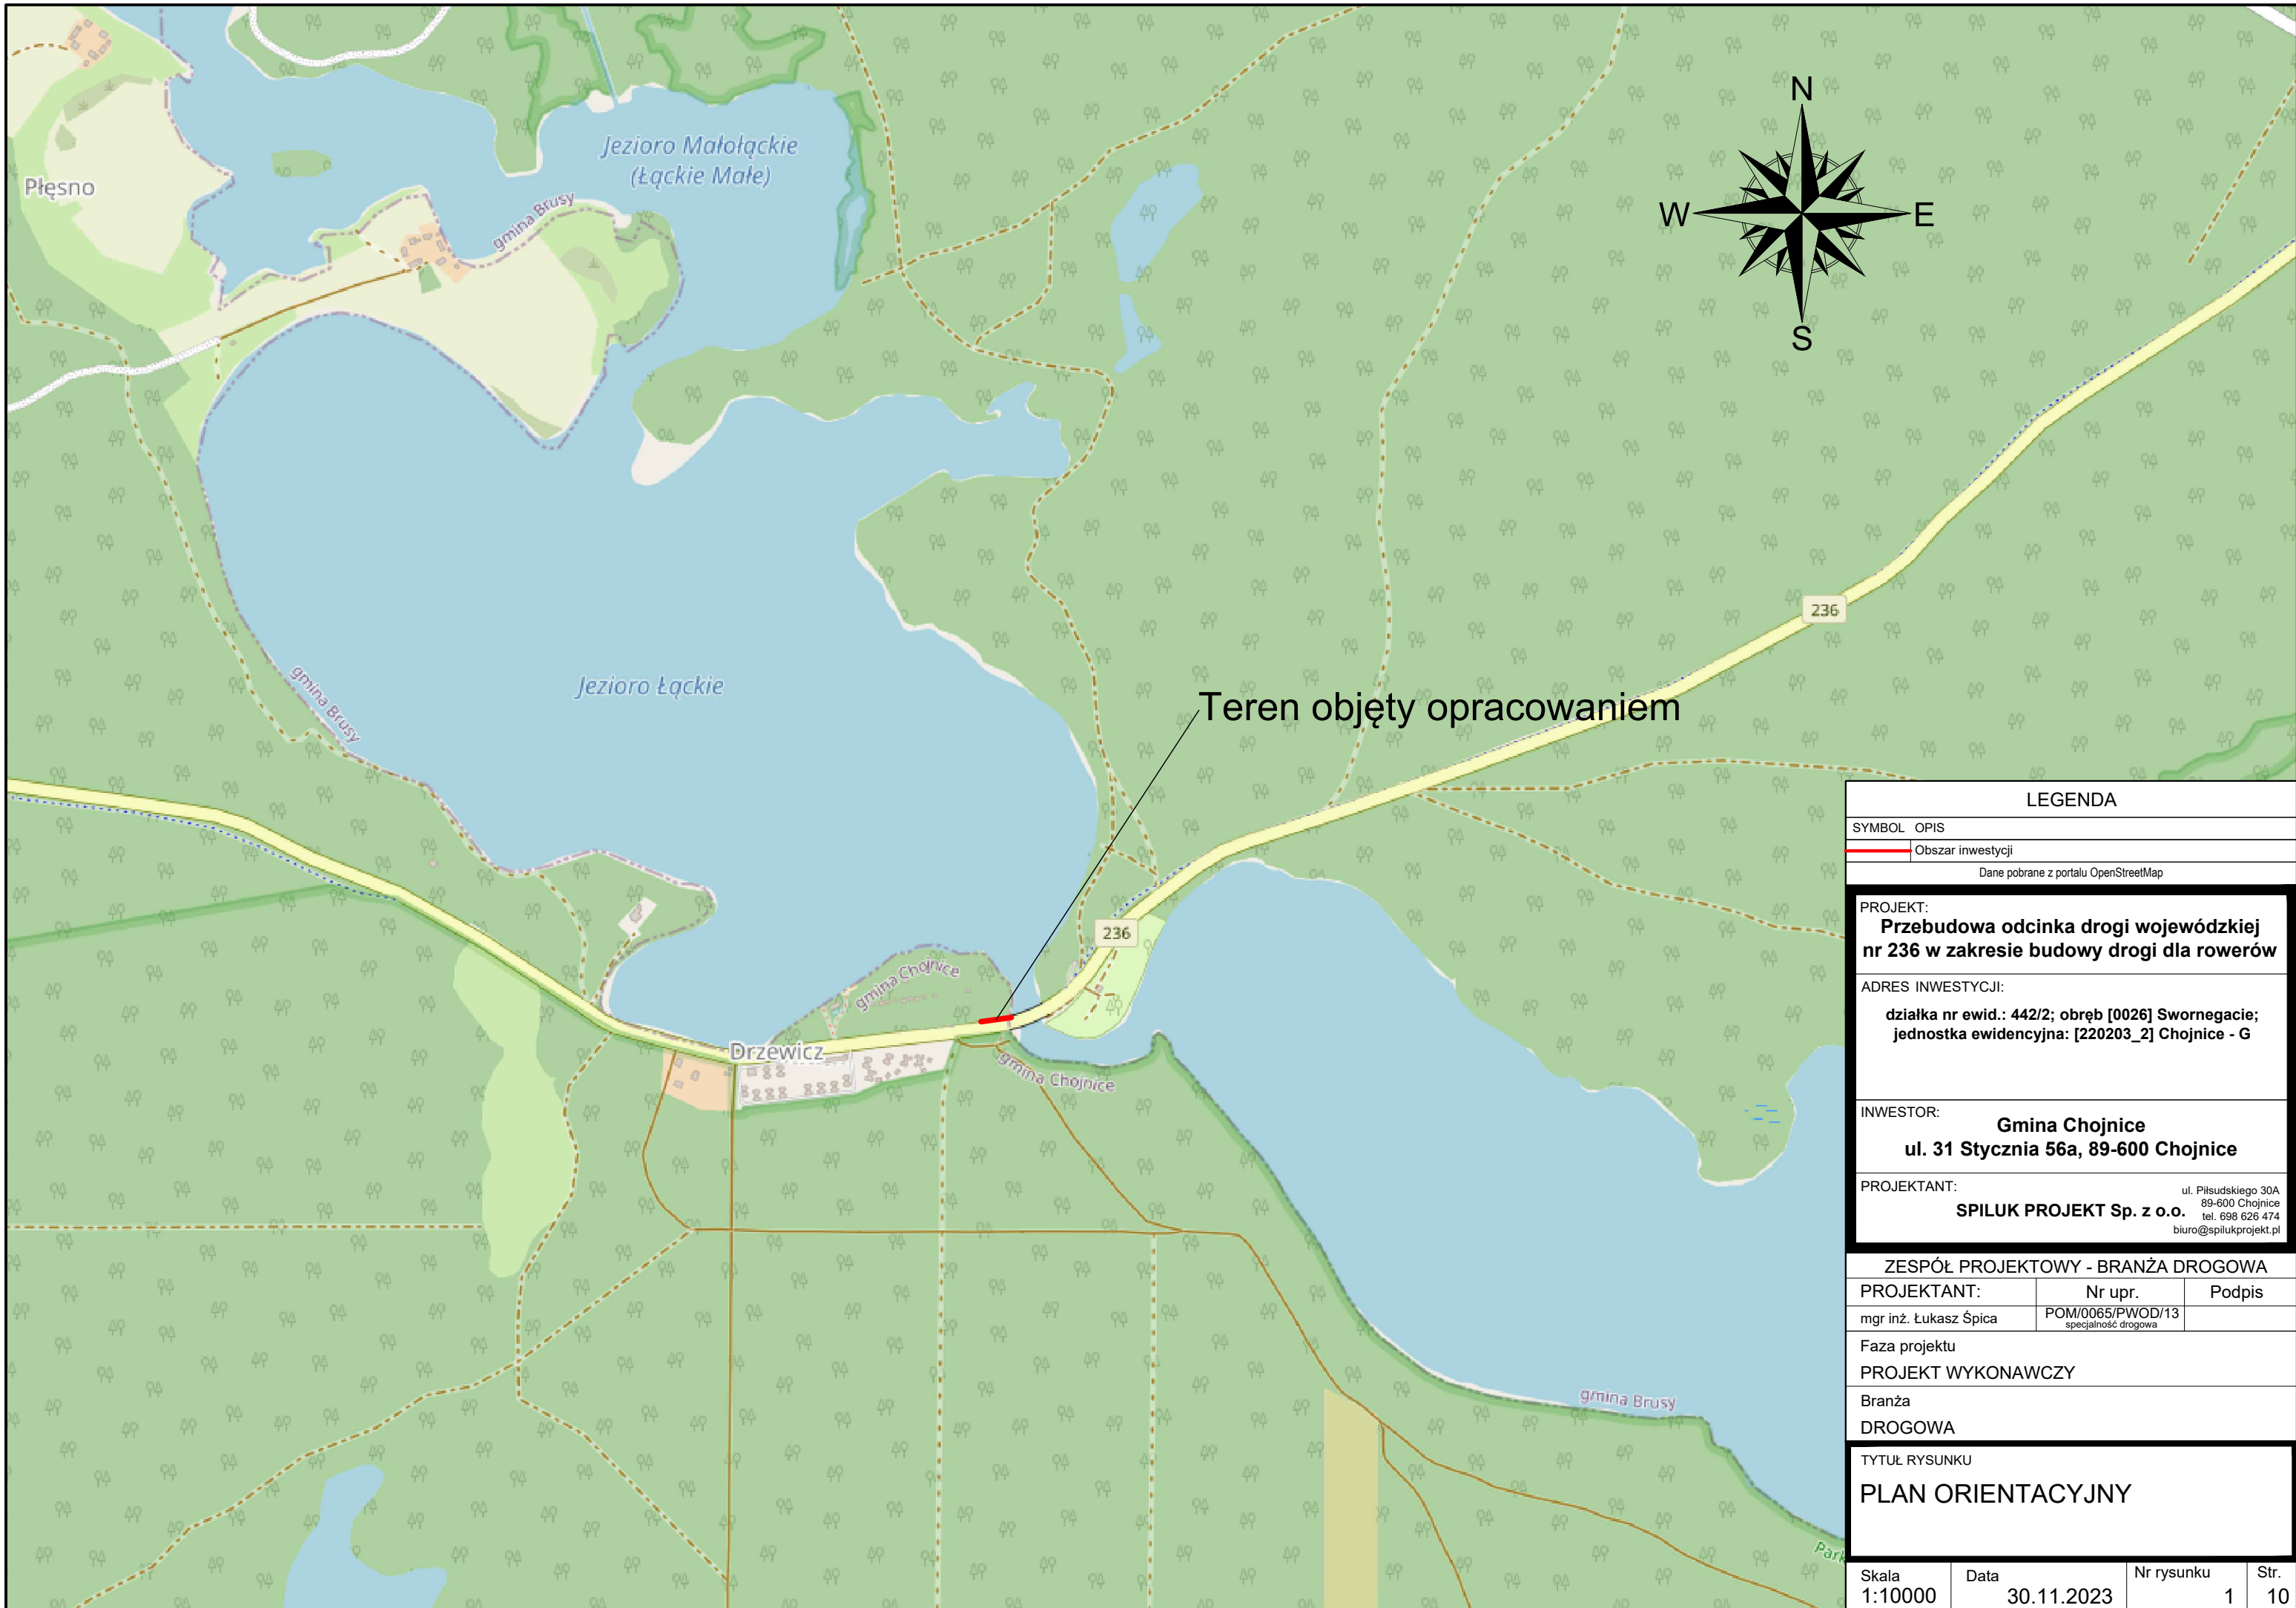 Jezioro Małołąckie
(Łąckie Małe)
Płęsno
gmina Brusy
N
W
E
S
236
gmina Brusy
Jezioro Łąckie
Teren objęty opracowaniem
236
gmina Chojnice
Drzewicz
gmina Chojnice
gmina Brusy
Park
LEGENDA
SYMBOL OPIS
Obszar inwestycji
Dane pobrane z portalu OpenStreetMap
PROJEKT:
Przebudowa odcinka drogi wojewódzkiej
nr 236 w zakresie budowy drogi dla rowerów
ADRES INWESTYCJI:
działka nr ewid.: 442/2; obręb [0026] Swornegacie;
jednostka ewidencyjna: [220203_2] Chojnice - G
INWESTOR:
Gmina Chojnice
ul. 31 Stycznia 56a, 89-600 Chojnice
PROJEKTANT:
SPILUK PROJEKT Sp. z o.o.
ul. Piłsudskiego 30A
89-600 Chojnice
tel. 698 626 474
biuro@spilukprojekt.pl
ZESPÓŁ PROJEKTOWY - BRANŻA DROGOWA
PROJEKTANT: Nr upr. Podpis
mgr inż. Łukasz Špica POM/0065/PWOD/13
specjalność drogowa
Faza projektu
PROJEKT WYKONAWCZY
Branża
DROGOWA
TYTUŁ RYSUNKU
PLAN ORIENTACYJNY
Skala Data Nr rysunku Str.
1:10000 30.11.2023 1 10